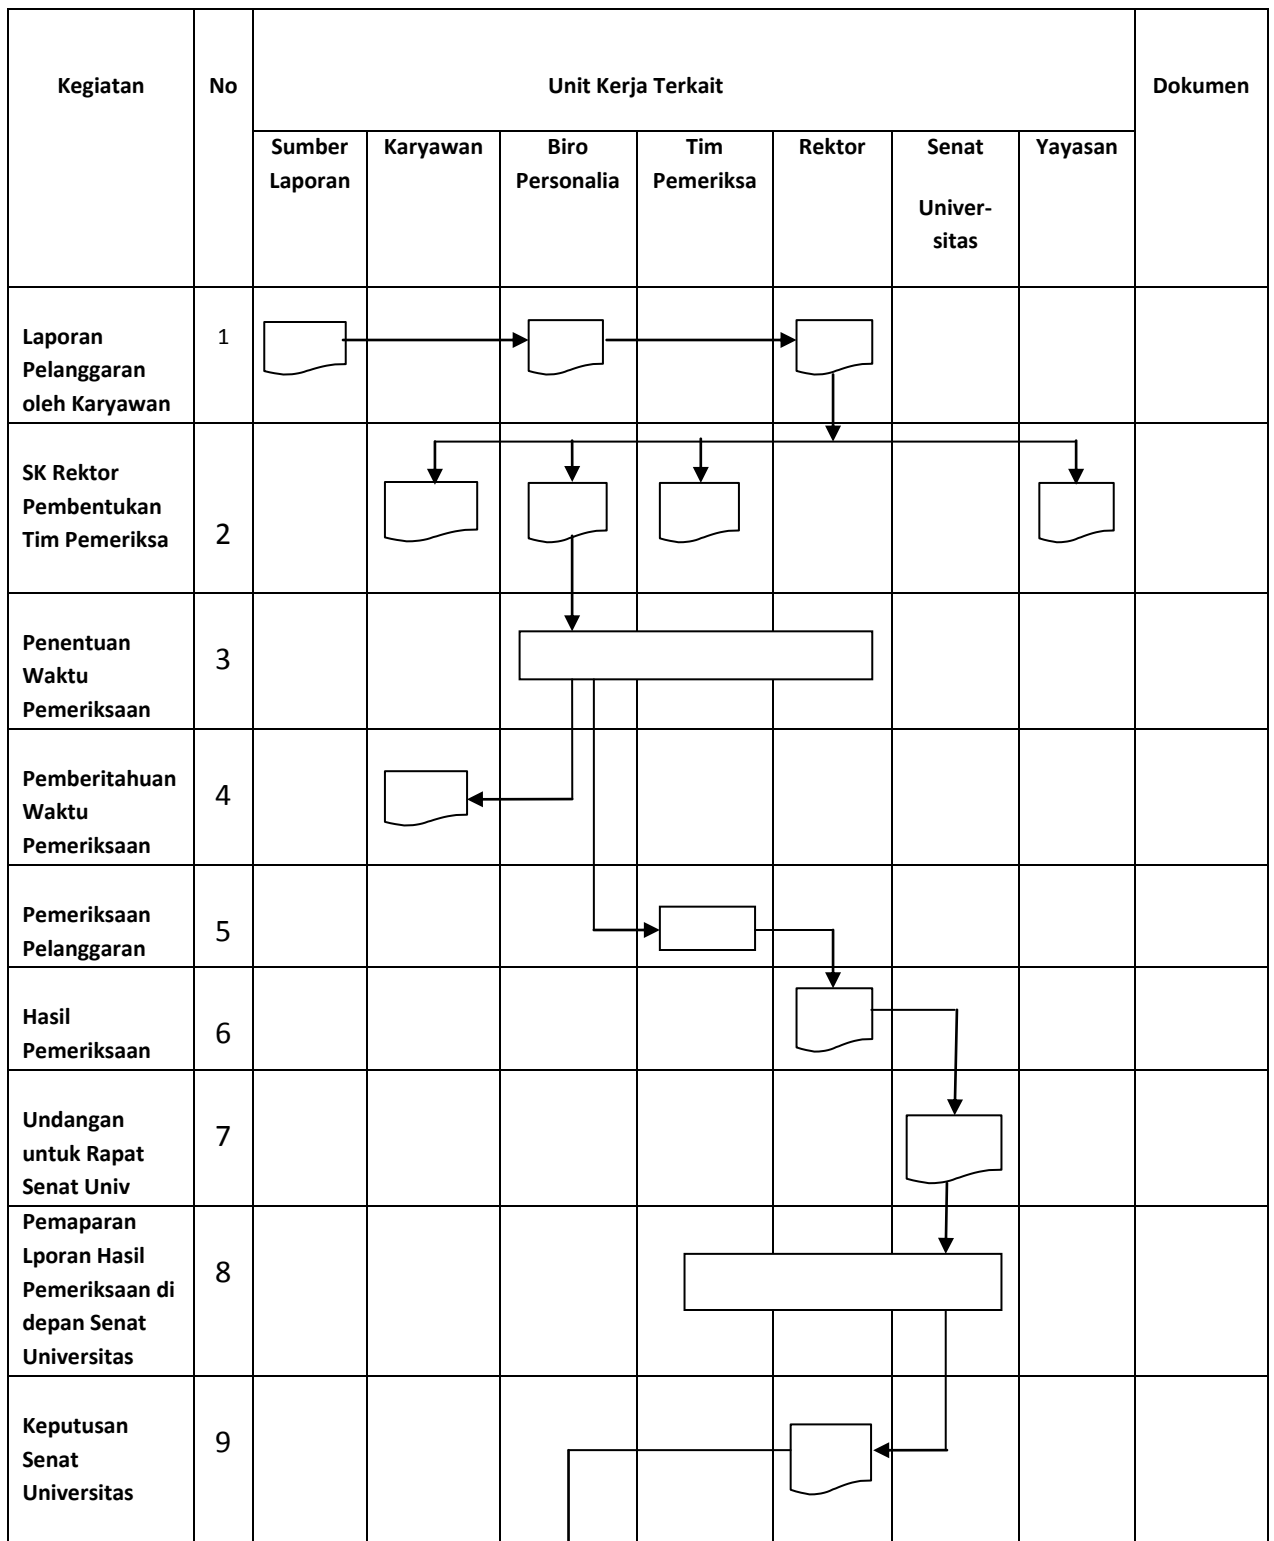 Kegiatan
No
Unit Kerja Terkait
Dokumen
Sumber
Laporan
Karyawan
Biro
Personalia
Tim
Pemeriksa
Rektor
Senat
Univer-
sitas
Yayasan
Laporan
Pelanggaran
oleh Karyawan
1
SK Rektor
Pembentukan
Tim Pemeriksa
2
Penentuan
Waktu
Pemeriksaan
3
Pemberitahuan
Waktu
Pemeriksaan
4
Pemeriksaan
Pelanggaran
5
Hasil
Pemeriksaan
6
Undangan
untuk Rapat
Senat Univ
7
Pemaparan
Lporan Hasil
Pemeriksaan di
depan Senat
Universitas
8
Keputusan
Senat
Universitas
9